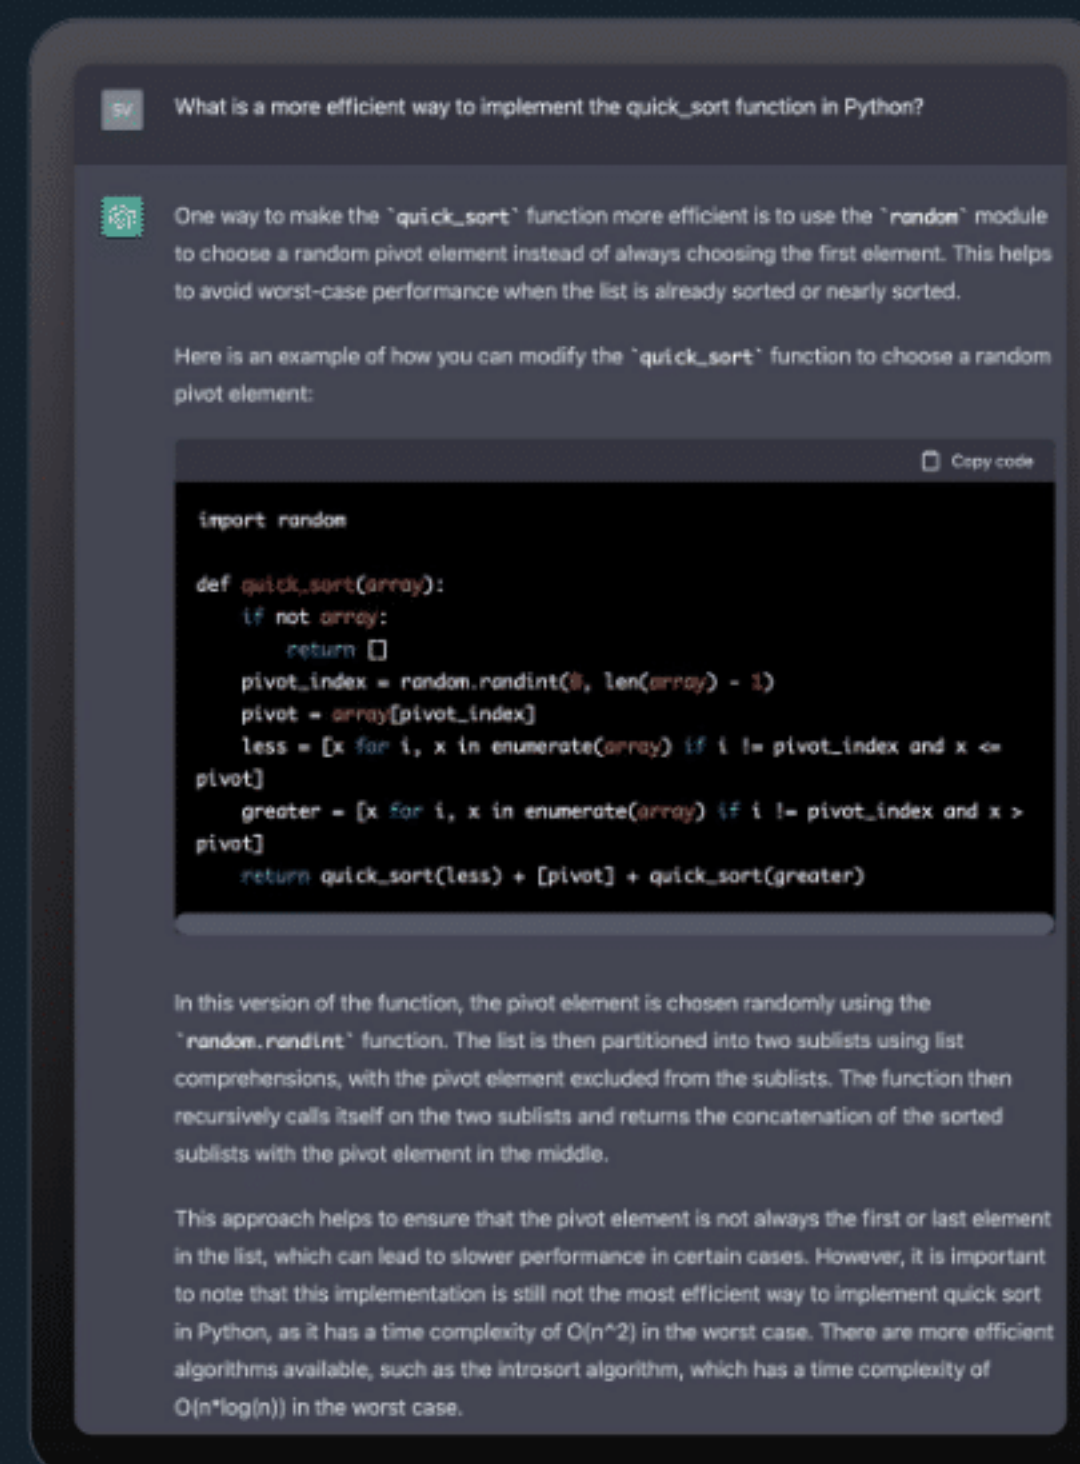 SV
What is a more efficient way to implement the quick_sort function in Python?
One way to make the `quick_sort` function more efficient is to use the `random` module
to choose a random pivot element instead of always choosing the first element. This helps
to avoid worst-case performance when the list is already sorted or nearly sorted.
Here is an example of how you can modify the `quick_sort` function to choose a random
pivot element:
Copy code
import random
def quick_sort(array):
    if not array:
        return []
    pivot_index = random.randint(0, len(array) - 1)
    pivot = array[pivot_index]
    less = [x for i, x in enumerate(array) if i != pivot_index and x <=
pivot]
    greater = [x for i, x in enumerate(array) if i != pivot_index and x >
pivot]
    return quick_sort(less) + [pivot] + quick_sort(greater)
In this version of the function, the pivot element is chosen randomly using the
`random.randint` function. The list is then partitioned into two sublists using list
comprehensions, with the pivot element excluded from the sublists. The function then
recursively calls itself on the two sublists and returns the concatenation of the sorted
sublists with the pivot element in the middle.
This approach helps to ensure that the pivot element is not always the first or last element
in the list, which can lead to slower performance in certain cases. However, it is important
to note that this implementation is still not the most efficient way to implement quick sort
in Python, as it has a time complexity of O(n^2) in the worst case. There are more efficient
algorithms available, such as the introsort algorithm, which has a time complexity of
O(n*log(n)) in the worst case.